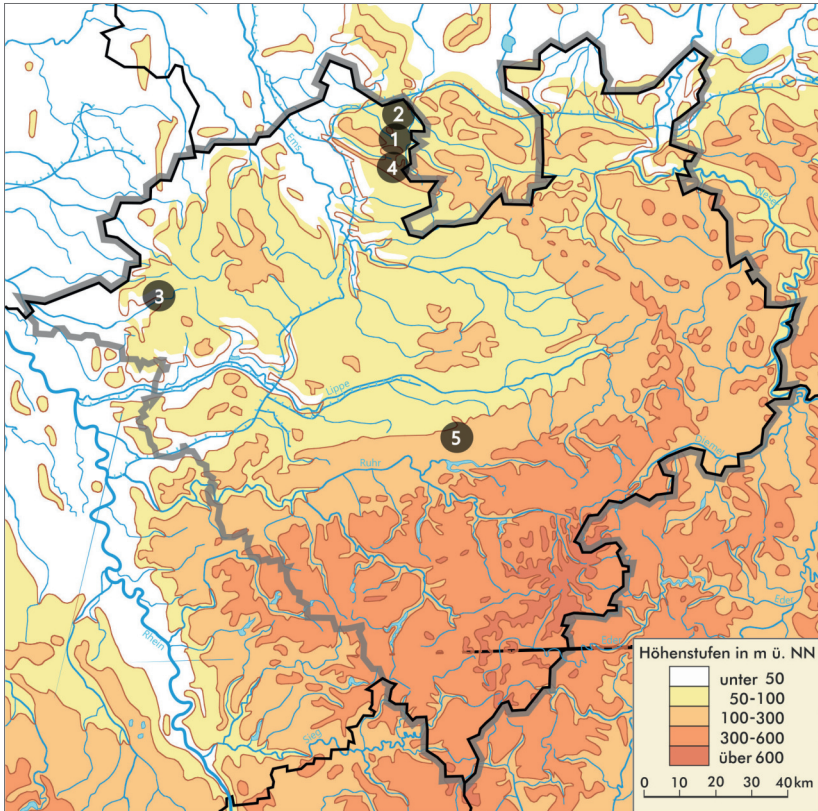 2
1
4
Ems
Weser
3
Lippe
5
Ruhr
Diemel
Rhein
Eder
Eder
Sieg
Höhenstufen in m ü. NN
unter 50
50-100
100-300
300-600
über 600
0 10 20 30 40 km